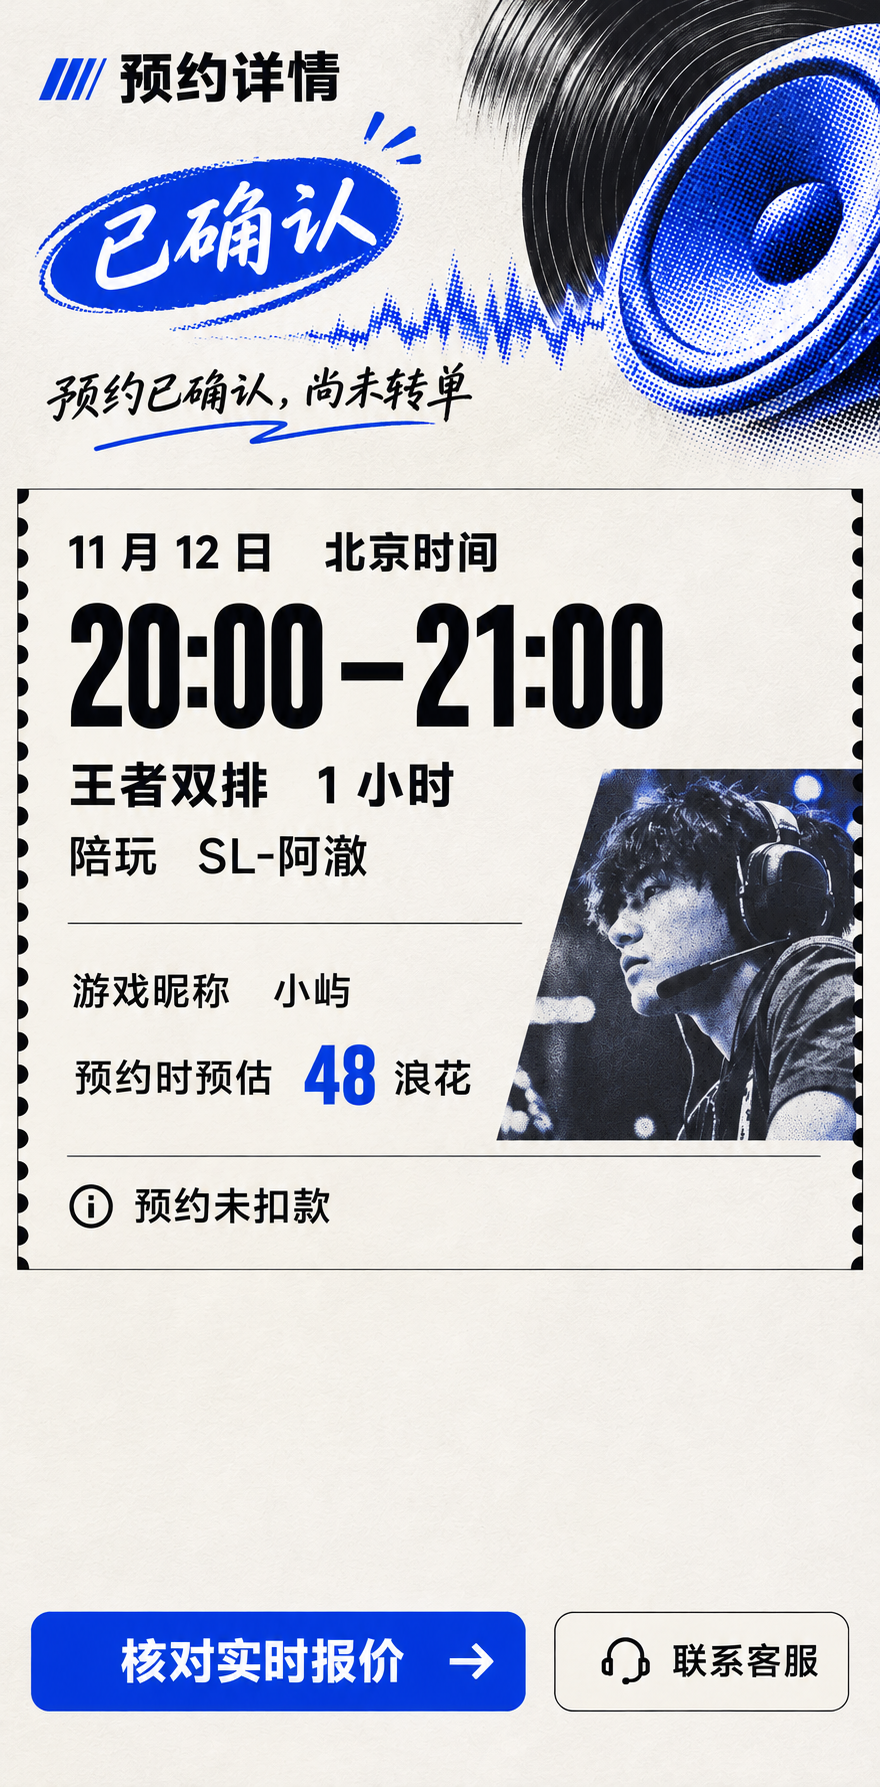 预约详情
已确认
预约已确认，尚未转单
11 月 12 日 北京时间
20:00–21:00
王者双排 1 小时
陪玩 SL-阿澈
游戏昵称 小屿
预约时预估 48 浪花
预约未扣款
核对实时报价 →
联系客服